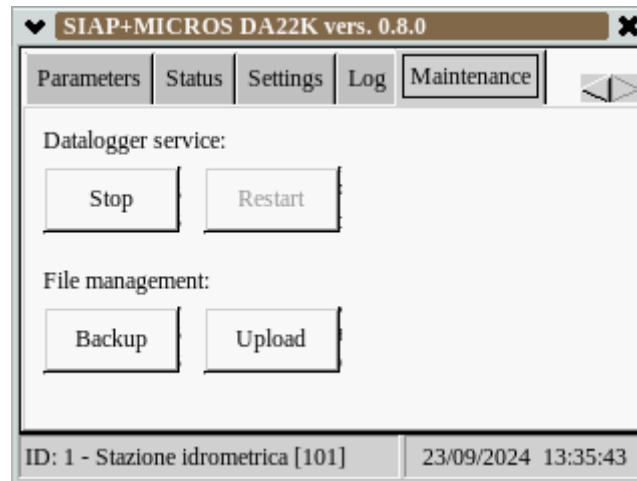 SIAP+MICROS DA22K vers. 0.8.0
Parameters Status Settings Log Maintenance
Datalogger service:
Stop Restart
File management:
Backup Upload
ID: 1 - Stazione idrometrica [101] 23/09/2024 13:35:43